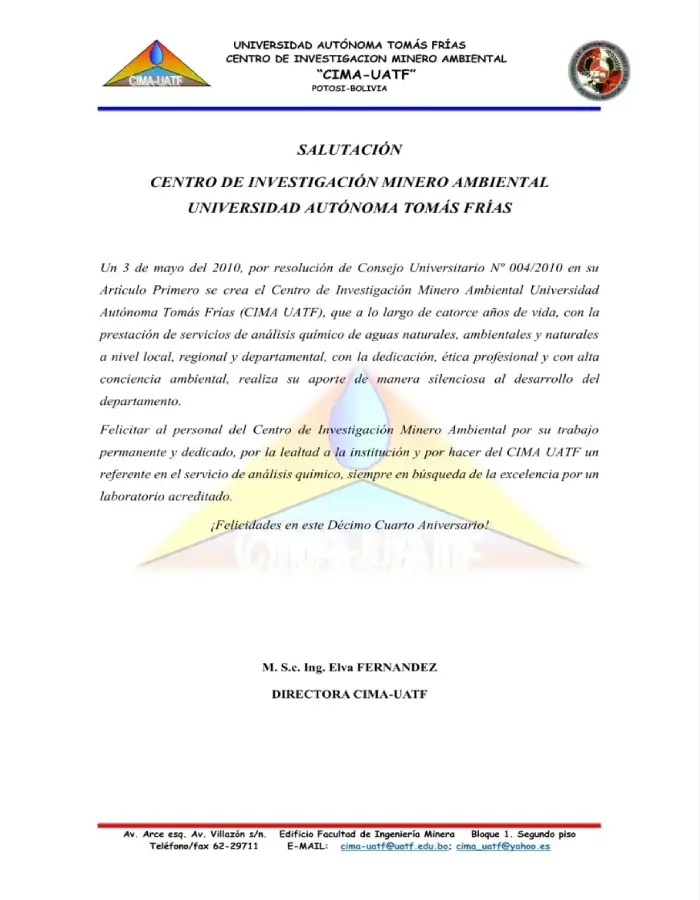 UNIVERSIDAD AUTÓNOMA TOMÁS FRÍAS
CENTRO DE INVESTIGACION MINERO AMBIENTAL
“CIMA-UATF”
POTOSI-BOLIVIA
CIMA-UATF
SALUTACIÓN
CENTRO DE INVESTIGACIÓN MINERO AMBIENTAL
UNIVERSIDAD AUTÓNOMA TOMÁS FRÍAS
Un 3 de mayo del 2010, por resolución de Consejo Universitario Nº 004/2010 en su
Artículo Primero se crea el Centro de Investigación Minero Ambiental Universidad
Autónoma Tomás Frías (CIMA UATF), que a lo largo de catorce años de vida, con la
prestación de servicios de análisis químico de aguas naturales, ambientales y naturales
a nivel local, regional y departamental, con la dedicación, ética profesional y con alta
conciencia ambiental, realiza su aporte de manera silenciosa al desarrollo del
departamento.
Felicitar al personal del Centro de Investigación Minero Ambiental por su trabajo
permanente y dedicado, por la lealtad a la institución y por hacer del CIMA UATF un
referente en el servicio de análisis químico, siempre en búsqueda de la excelencia por un
laboratorio acreditado.
¡Felicidades en este Décimo Cuarto Aniversario!
CIMA-UATF
M. S.c. Ing. Elva FERNANDEZ
DIRECTORA CIMA-UATF
Av. Arce esq. Av. Villazón s/n. Edificio Facultad de Ingeniería Minera Bloque 1. Segundo piso
Teléfono/fax 62-29711 E-MAIL: cima-uatf@uatf.edu.bo; cima_uatf@yahoo.es